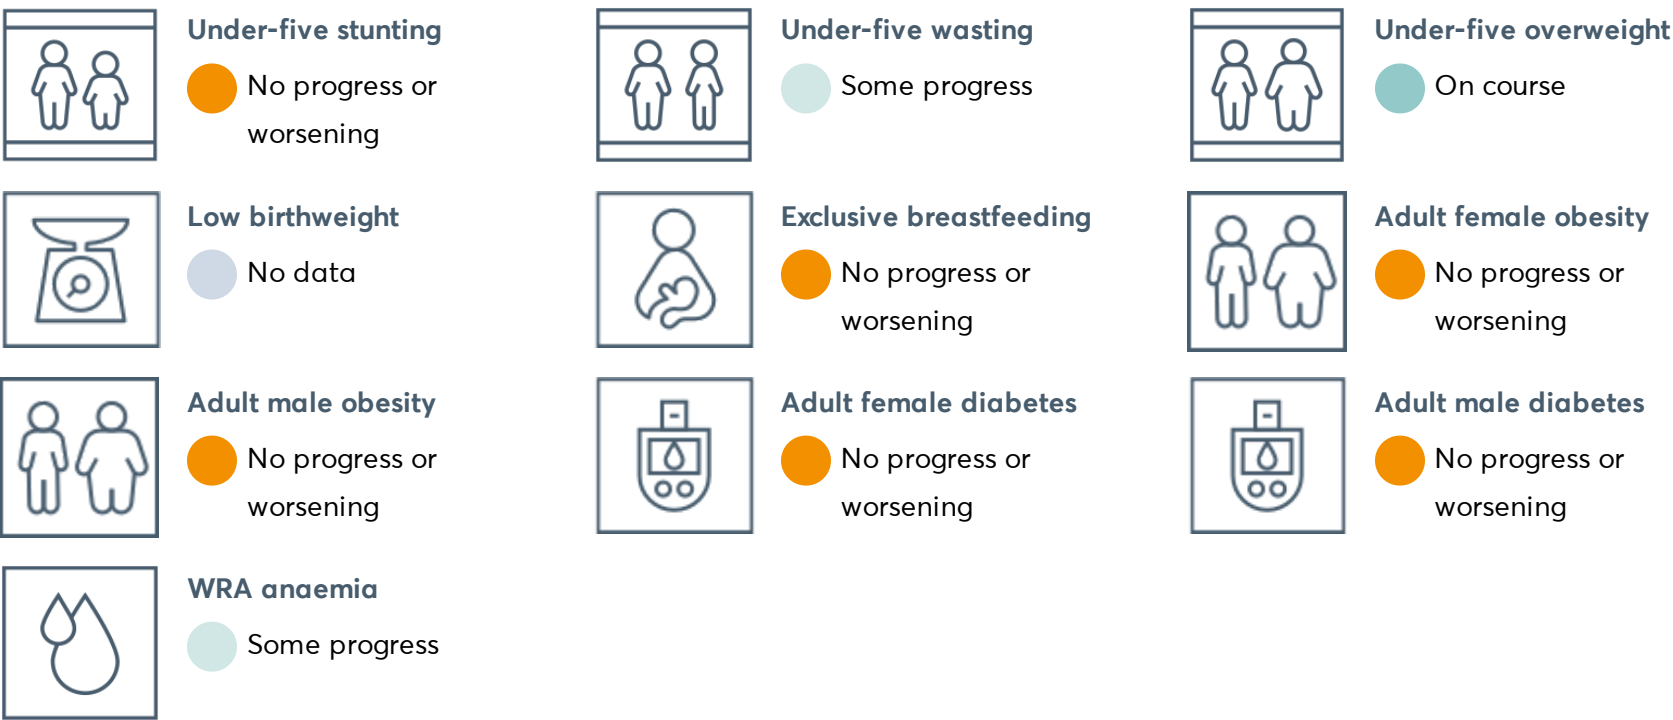 Under-five stunting
No progress or
worsening
Under-five wasting
Some progress
Under-five overweight
On course
Low birthweight
No data
Exclusive breastfeeding
No progress or
worsening
Adult female obesity
No progress or
worsening
Adult male obesity
No progress or
worsening
Adult female diabetes
No progress or
worsening
Adult male diabetes
No progress or
worsening
WRA anaemia
Some progress